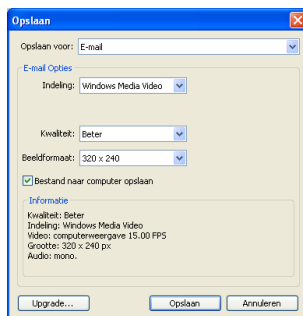 Opslaan
Opslaan voor: E-mail
E-mail Opties
Indeling: Windows Media Video
Kwaliteit: Beter
Beeldformaat: 320 x 240
Bestand naar computer opslaan
Informatie
Kwaliteit: Beter
Indeling: Windows Media Video
Video: computerweergave 15.00 FPS
Grootte: 320 x 240 px
Audio: mono.
Upgrade... Opslaan Annuleren